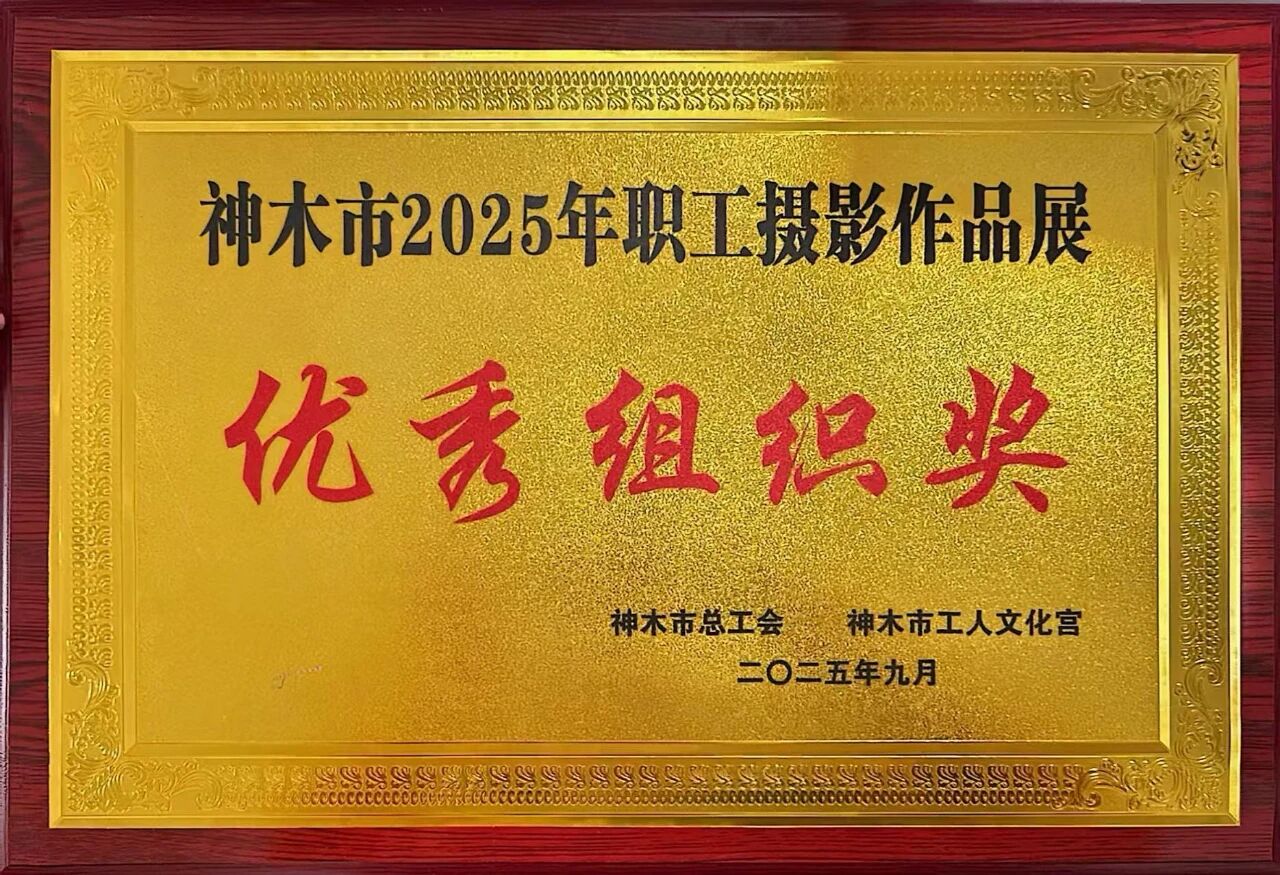 神木市2025年职工摄影作品展
优秀组织奖
神木市总工会 神木市工人文化宫
二〇二五年九月